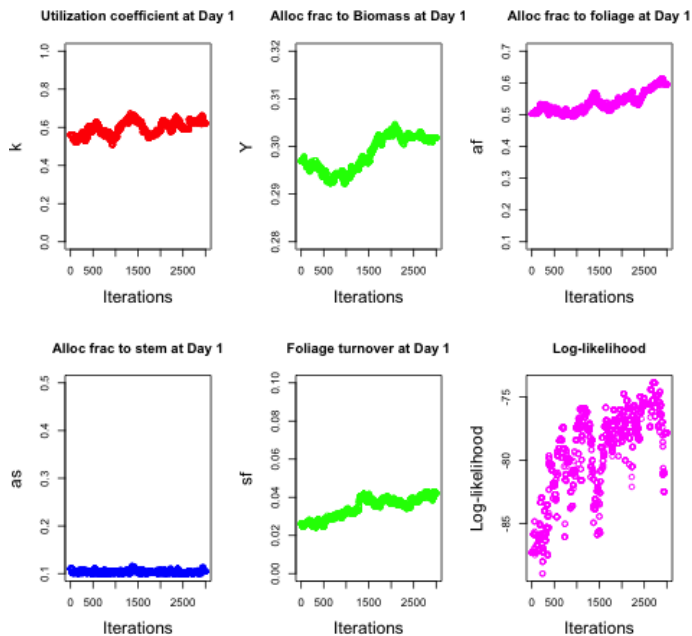 Utilization coefficient at Day 1
k
0.0 0.2 0.4 0.6 0.8 1.0
0 500 1500 2500
Iterations
Alloc frac to Biomass at Day 1
Y
0.28 0.29 0.30 0.31 0.32
0 500 1500 2500
Iterations
Alloc frac to foliage at Day 1
af
0.1 0.2 0.3 0.4 0.5 0.6 0.7
0 500 1500 2500
Iterations
Alloc frac to stem at Day 1
as
0.1 0.2 0.3 0.4 0.5
0 500 1500 2500
Iterations
Foliage turnover at Day 1
sf
0.00 0.02 0.04 0.06 0.08 0.10
0 500 1500 2500
Iterations
Log-likelihood
Log-likelihood
-85 -80 -75
0 500 1500 2500
Iterations